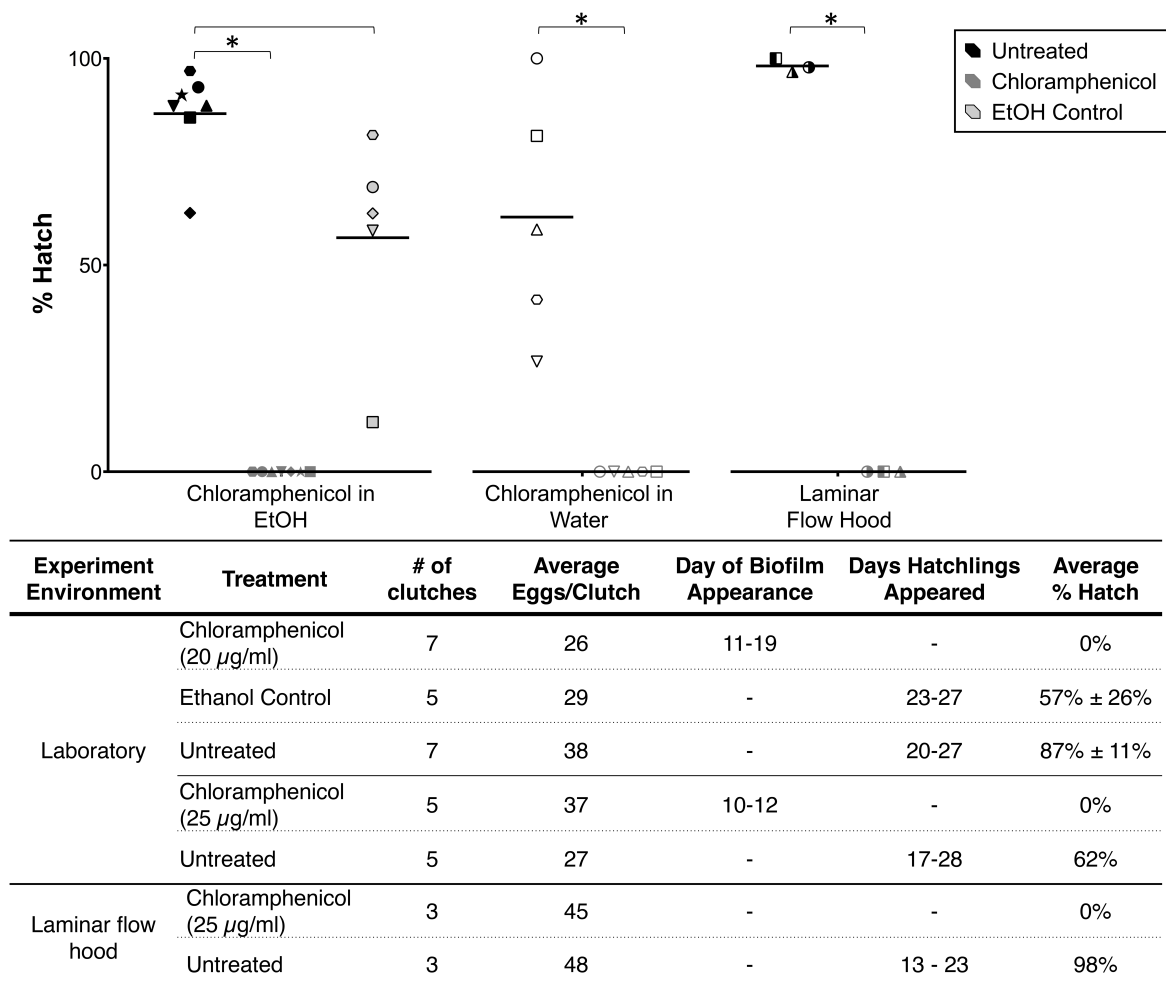 *
*
*
Untreated
Chloramphenicol
EtOH Control
100
50
0
% Hatch
Chloramphenicol in
EtOH
Chloramphenicol in
Water
Laminar
Flow Hood
Experiment
Environment
Treatment
# of
clutches
Average
Eggs/Clutch
Day of Biofilm
Appearance
Days Hatchlings
Appeared
Average
% Hatch
Laboratory
Chloramphenicol
(20 µg/ml)
7
26
11-19
-
0%
Ethanol Control
5
29
-
23-27
57% ± 26%
Untreated
7
38
-
20-27
87% ± 11%
Chloramphenicol
(25 µg/ml)
5
37
10-12
-
0%
Untreated
5
27
-
17-28
62%
Laminar flow
hood
Chloramphenicol
(25 µg/ml)
3
45
-
-
0%
Untreated
3
48
-
13 - 23
98%